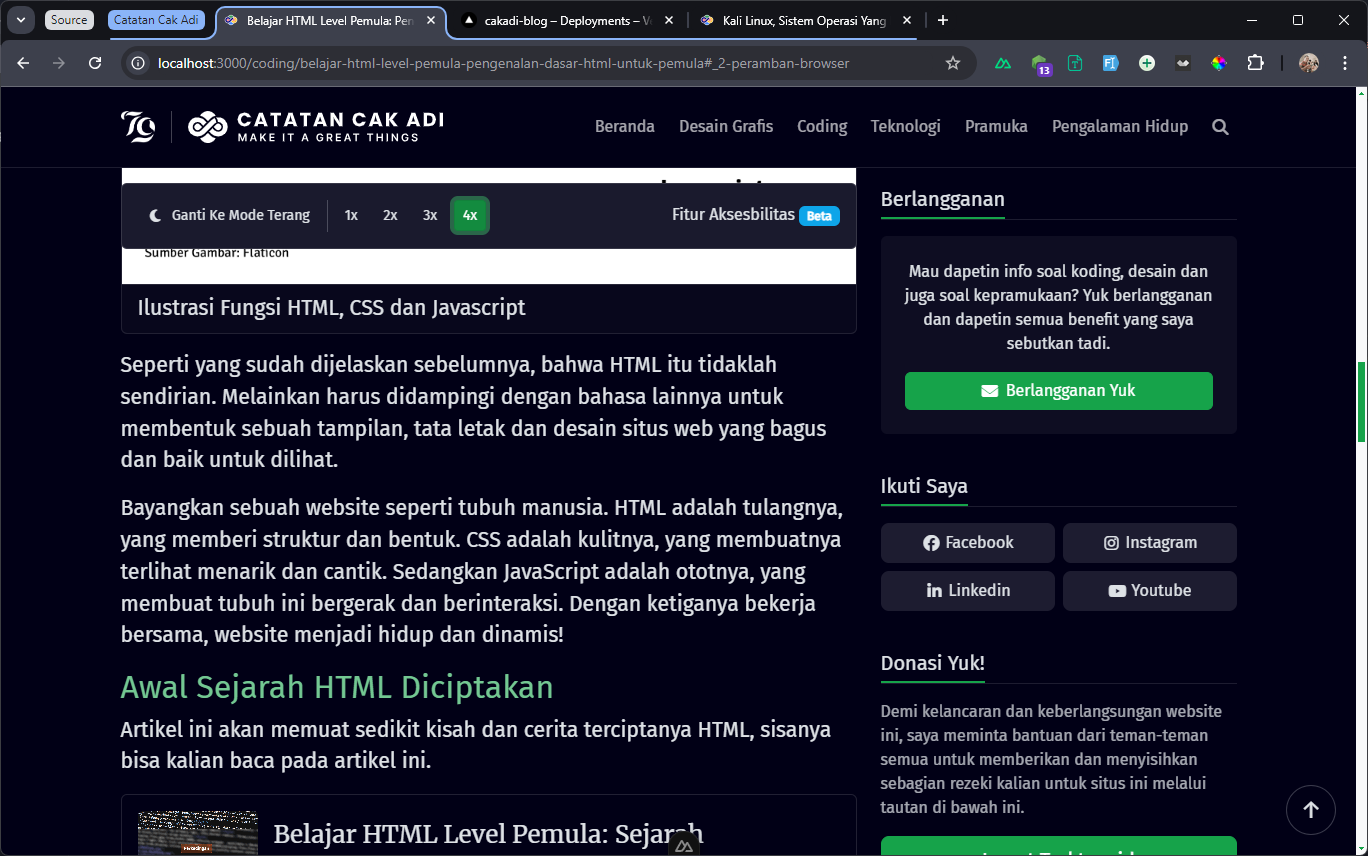 Source
Catatan Cak Adi
Belajar HTML Level Pemula: Pen
cakadi-blog – Deployments – V
Kali Linux, Sistem Operasi Yang
localhost:3000/coding/belajar-html-level-pemula-pengenalan-dasar-html-untuk-pemula#_2-peramban-browser
13
CATATAN CAK ADI
MAKE IT A GREAT THINGS
Beranda
Desain Grafis
Coding
Teknologi
Pramuka
Pengalaman Hidup
Ganti Ke Mode Terang
1x
2x
3x
4x
Fitur Aksesbilitas Beta
Sumber Gambar: Flaticon
Ilustrasi Fungsi HTML, CSS dan Javascript
Seperti yang sudah dijelaskan sebelumnya, bahwa HTML itu tidaklah
sendirian. Melainkan harus didampingi dengan bahasa lainnya untuk
membentuk sebuah tampilan, tata letak dan desain situs web yang bagus
dan baik untuk dilihat.
Bayangkan sebuah website seperti tubuh manusia. HTML adalah tulangnya,
yang memberi struktur dan bentuk. CSS adalah kulitnya, yang membuatnya
terlihat menarik dan cantik. Sedangkan JavaScript adalah ototnya, yang
membuat tubuh ini bergerak dan berinteraksi. Dengan ketiganya bekerja
bersama, website menjadi hidup dan dinamis!
Awal Sejarah HTML Diciptakan
Artikel ini akan memuat sedikit kisah dan cerita terciptanya HTML, sisanya
bisa kalian baca pada artikel ini.
Belajar HTML Level Pemula: Sejarah
Berlangganan
Mau dapetin info soal koding, desain dan
juga soal kepramukaan? Yuk berlangganan
dan dapetin semua benefit yang saya
sebutkan tadi.
Berlangganan Yuk
Ikuti Saya
Facebook
Instagram
Linkedin
Youtube
Donasi Yuk!
Demi kelancaran dan keberlangsungan website
ini, saya meminta bantuan dari teman-teman
semua untuk memberikan dan menyisihkan
sebagian rezeki kalian untuk situs ini melalui
tautan di bawah ini.